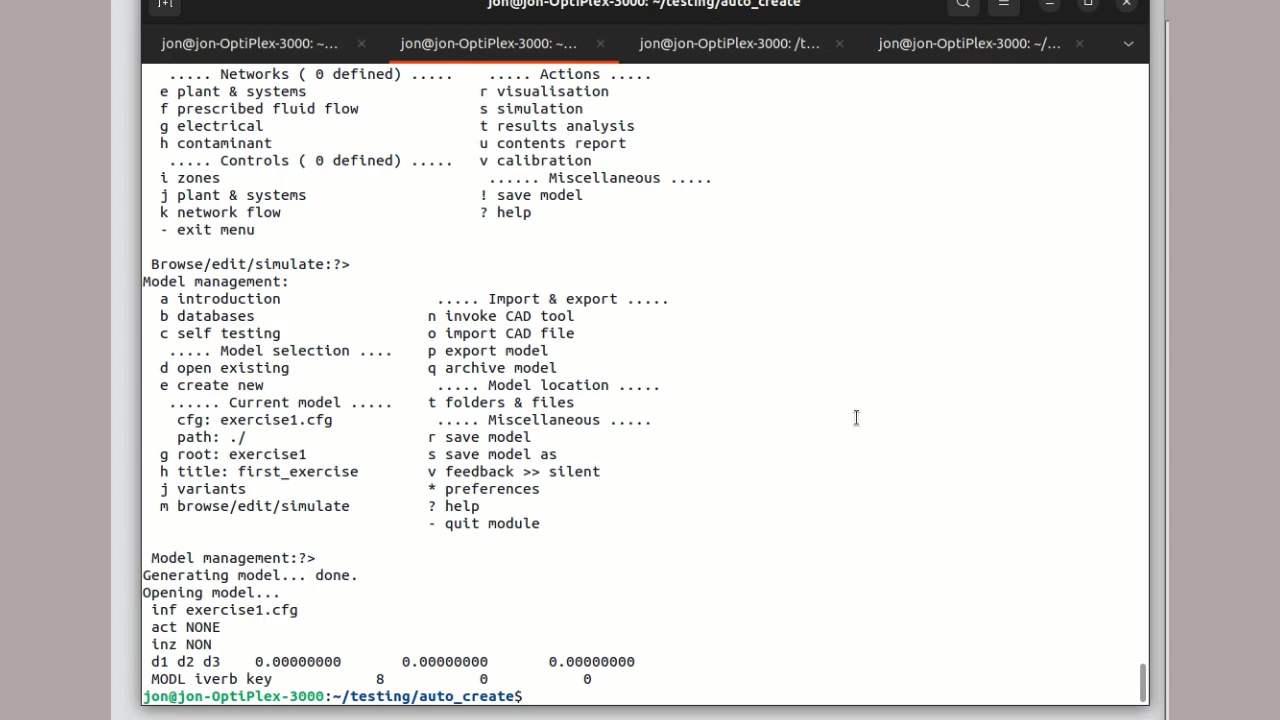 jon@jon-OptiPlex-3000: ~/testing/auto_create
jon@jon-OptiPlex-3000: ~... jon@jon-OptiPlex-3000: ~... jon@jon-OptiPlex-3000: /t... jon@jon-OptiPlex-3000: ~/...
..... Networks ( 0 defined) ..... ..... Actions .....
e plant & systems r visualisation
f prescribed fluid flow s simulation
g electrical t results analysis
h contaminant u contents report
..... Controls ( 0 defined) ..... v calibration
i zones ...... Miscellaneous .....
j plant & systems ! save model
k network flow ? help
- exit menu
Browse/edit/simulate:?>
Model management:
a introduction ..... Import & export .....
b databases n invoke CAD tool
c self testing o import CAD file
..... Model selection .... p export model
d open existing q archive model
e create new ..... Model location .....
...... Current model ..... t folders & files
cfg: exercise1.cfg ..... Miscellaneous .....
path: ./ r save model
g root: exercise1 s save model as
h title: first_exercise v feedback >> silent
j variants * preferences
m browse/edit/simulate ? help
- quit module
Model management:?>
Generating model... done.
Opening model...
inf exercise1.cfg
act NONE
inz NON
d1 d2 d3 0.00000000 0.00000000 0.00000000
MODL iverb key 8 0 0
jon@jon-OptiPlex-3000:~/testing/auto_create$